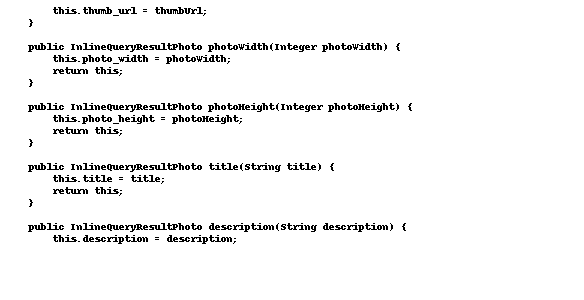 this.thumb_url = thumbUrl;
    }

    public InlineQueryResultPhoto photoWidth(Integer photoWidth) {
        this.photo_width = photoWidth;
        return this;
    }

    public InlineQueryResultPhoto photoHeight(Integer photoHeight) {
        this.photo_height = photoHeight;
        return this;
    }

    public InlineQueryResultPhoto title(String title) {
        this.title = title;
        return this;
    }

    public InlineQueryResultPhoto description(String description) {
        this.description = description;